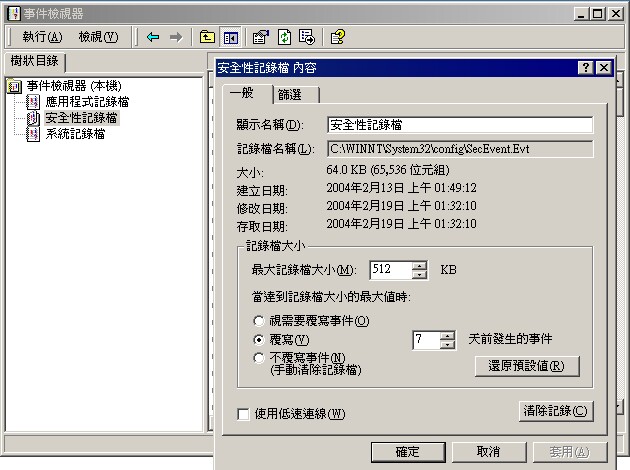 事件檢視器
執行(A) 檢視(V)
樹狀目錄
事件檢視器 (本機)
應用程式記錄檔
安全性記錄檔
系統記錄檔
安全性記錄檔 內容
一般 篩選
顯示名稱(D): 安全性記錄檔
記錄檔名稱(L): C:\WINNT\System32\config\SecEvent.Evt
大小: 64.0 KB (65,536 位元組)
建立日期: 2004年2月13日 上午 01:49:12
修改日期: 2004年2月19日 上午 01:32:10
存取日期: 2004年2月19日 上午 01:32:10
記錄檔大小
最大記錄檔大小(M): 512 KB
當達到記錄檔大小的最大值時:
視需要覆寫事件(O)
覆寫(V) 7 天前發生的事件
不覆寫事件(N)
(手動清除記錄檔)
還原預設值(R)
使用低速連線(W)
清除記錄(C)
確定 取消 套用(A)